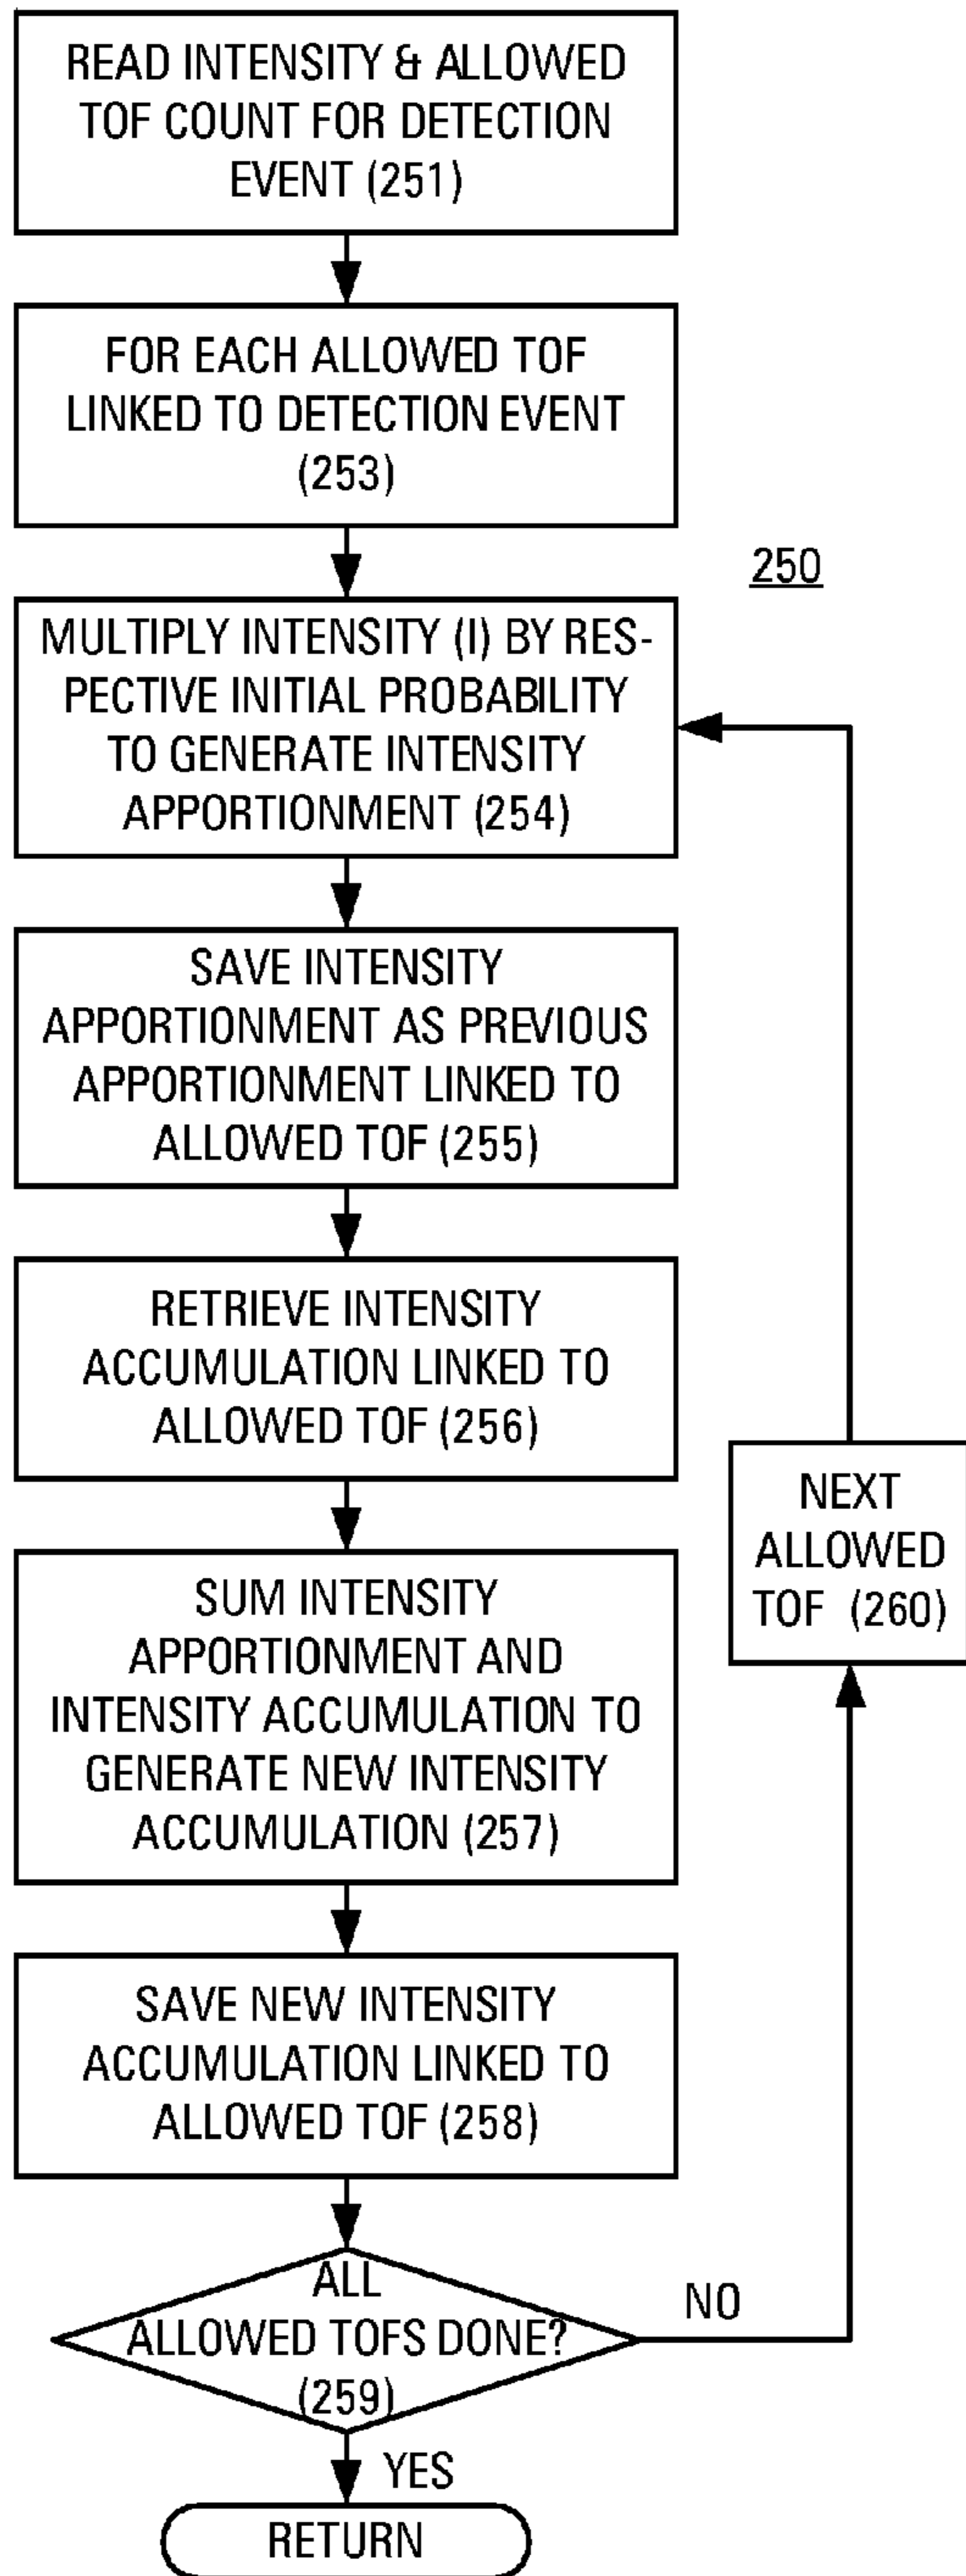 READ INTENSITY & ALLOWED
TOF COUNT FOR DETECTION
EVENT (251)
FOR EACH ALLOWED TOF
LINKED TO DETECTION EVENT
(253)
250
MULTIPLY INTENSITY (I) BY RES-
PECTIVE INITIAL PROBABILITY
TO GENERATE INTENSITY
APPORTIONMENT (254)
SAVE INTENSITY
APPORTIONMENT AS PREVIOUS
APPORTIONMENT LINKED TO
ALLOWED TOF (255)
RETRIEVE INTENSITY
ACCUMULATION LINKED TO
ALLOWED TOF (256)
NEXT
ALLOWED
TOF (260)
SUM INTENSITY
APPORTIONMENT AND
INTENSITY ACCUMULATION TO
GENERATE NEW INTENSITY
ACCUMULATION (257)
SAVE NEW INTENSITY
ACCUMULATION LINKED TO
ALLOWED TOF (258)
ALL
ALLOWED TOFS DONE?
(259)
NO
YES
RETURN